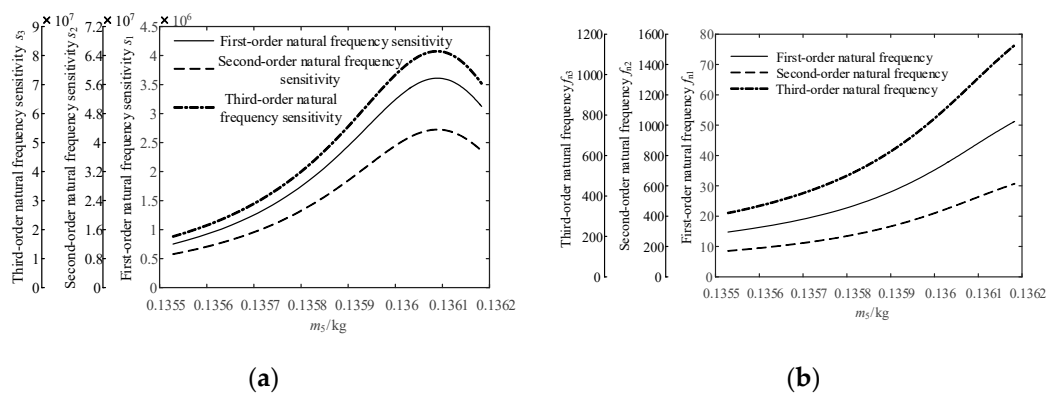 × 10⁷ × 10⁷ × 10⁶
9 7.2 4.5
8 6.4 4
7 5.6 3.5
6 4.8 3
5 4 2.5
4 3.2 2
3 2.4 1.5
2 1.6 1
1 0.8 0.5
0 0 0
Third-order natural frequency sensitivity s₃
Second-order natural frequency sensitivity s₂
First-order natural frequency sensitivity s₁
First-order natural frequency sensitivity
Second-order natural frequency
sensitivity
Third-order natural
frequency sensitivity
0.1355 0.1356 0.1357 0.1358 0.1359 0.136 0.1361 0.1362
m₅/kg
(a)
1200 1600 80
70
1000 1400
1200 60
800
1000 50
600 800 40
600 30
400
400 20
200
200 10
0 0 0
Third-order natural frequency fₙ₃
Second-order natural frequency fₙ₂
First-order natural frequency fₙ₁
First-order natural frequency
Second-order natural frequency
Third-order natural frequency
0.1355 0.1356 0.1357 0.1358 0.1359 0.136 0.1361 0.1362
m₅/kg
(b)